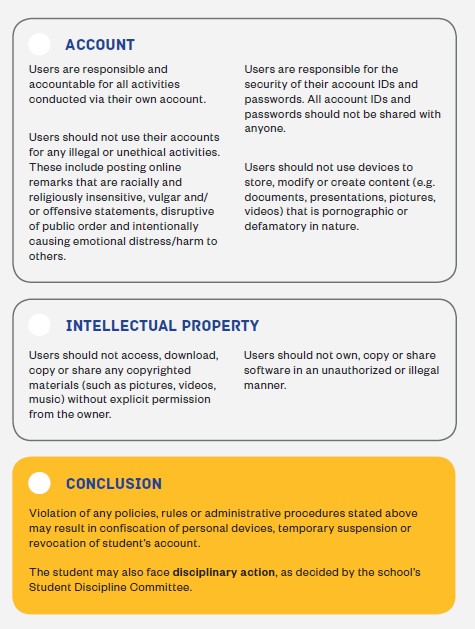 ACCOUNT
Users are responsible and
accountable for all activities
conducted via their own account.
Users should not use their accounts
for any illegal or unethical activities.
These include posting online
remarks that are racially and
religiously insensitive, vulgar and/
or offensive statements, disruptive
of public order and intentionally
causing emotional distress/harm to
others.
Users are responsible for the
security of their account IDs and
passwords. All account IDs and
passwords should not be shared with
anyone.
Users should not use devices to
store, modify or create content (e.g.
documents, presentations, pictures,
videos) that is pornographic or
defamatory in nature.
INTELLECTUAL PROPERTY
Users should not access, download,
copy or share any copyrighted
materials (such as pictures, videos,
music) without explicit permission
from the owner.
Users should not own, copy or share
software in an unauthorized or illegal
manner.
CONCLUSION
Violation of any policies, rules or administrative procedures stated above
may result in confiscation of personal devices, temporary suspension or
revocation of student's account.
The student may also face disciplinary action, as decided by the school's
Student Discipline Committee.